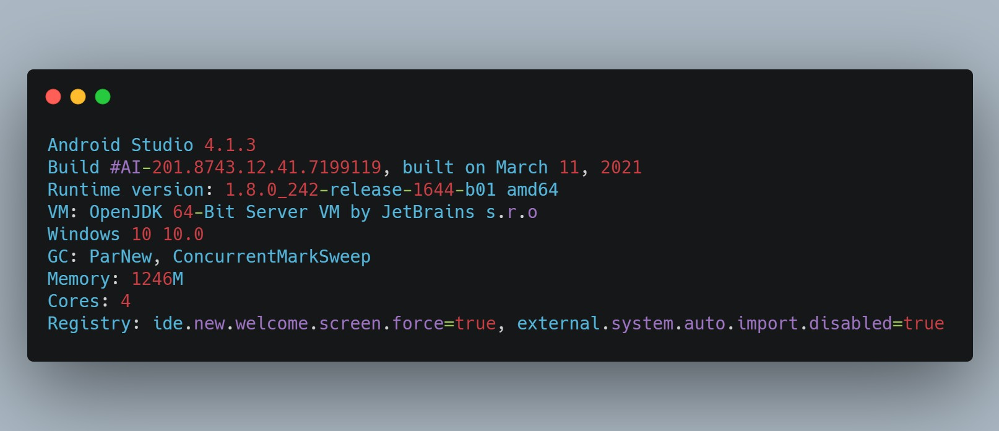 Android Studio 4.1.3
Build #AI-201.8743.12.41.7199119, built on March 11, 2021
Runtime version: 1.8.0_242-release-1644-b01 amd64
VM: OpenJDK 64-Bit Server VM by JetBrains s.r.o
Windows 10 10.0
GC: ParNew, ConcurrentMarkSweep
Memory: 1246M
Cores: 4
Registry: ide.new.welcome.screen.force=true, external.system.auto.import.disabled=true